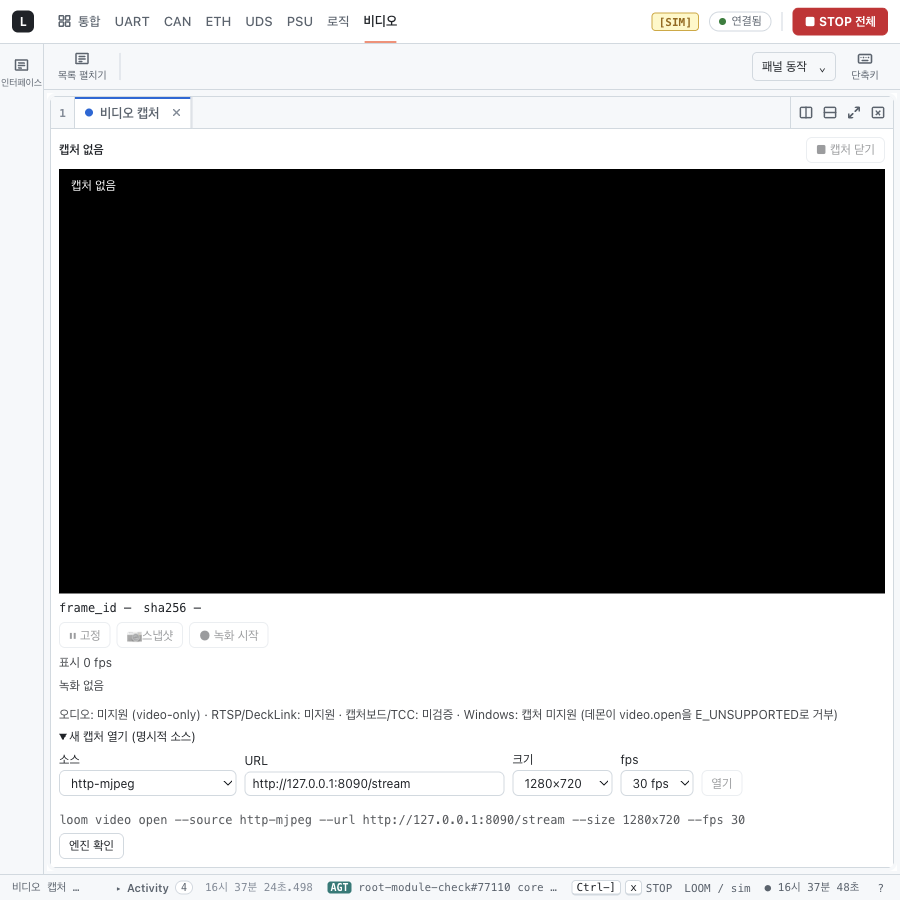 L 통합 UART CAN ETH UDS PSU 로직 비디오 [SIM] 연결됨 STOP 전체
인터페이스 목록 펼치기 패널 동작 단축키
1 비디오 캡처
캡처 없음 캡처 닫기
캡처 없음
frame_id — sha256 —
고정 스냅샷 녹화 시작
표시 0 fps
녹화 없음
오디오: 미지원 (video-only) · RTSP/DeckLink: 미지원 · 캡처보드/TCC: 미검증 · Windows: 캡처 미지원 (데몬이 video.open을 E_UNSUPPORTED로 거부)
▼ 새 캡처 열기 (명시적 소스)
소스 URL 크기 fps
http-mjpeg http://127.0.0.1:8090/stream 1280×720 30 fps 열기
loom video open --source http-mjpeg --url http://127.0.0.1:8090/stream --size 1280x720 --fps 30
엔진 확인
비디오 캡처 … ▸ Activity 4 16시 37분 24초.498 AGT root-module-check#77110 core … Ctrl-] x STOP LOOM / sim ● 16시 37분 48초 ?